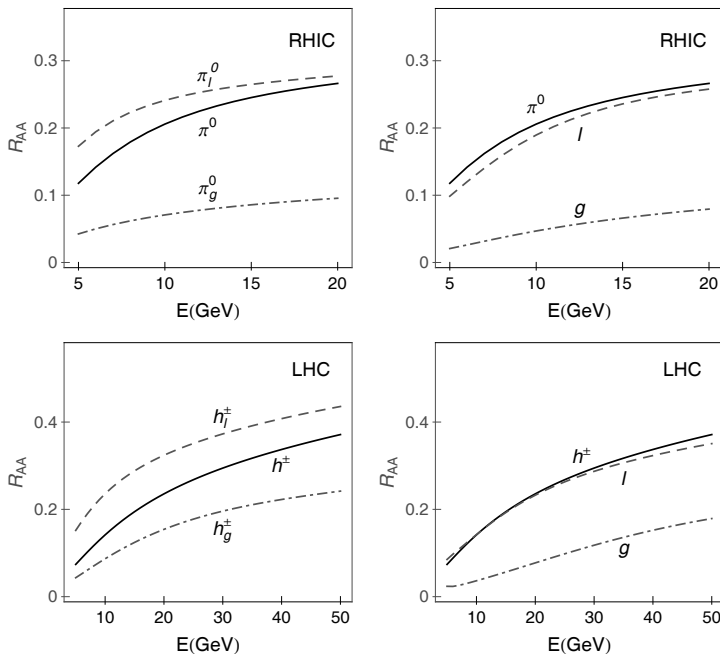 RHIC
0.3
0.2
0.1
0
R_AA
π_l^0
π^0
π_g^0
5 10 15 20
E(GeV)
RHIC
0.3
0.2
0.1
0
R_AA
π^0
l
g
5 10 15 20
E(GeV)
LHC
0.4
0.2
0
R_AA
h_l^±
h^±
h_g^±
10 20 30 40 50
E(GeV)
LHC
0.4
0.2
0
R_AA
h^±
l
g
10 20 30 40 50
E(GeV)